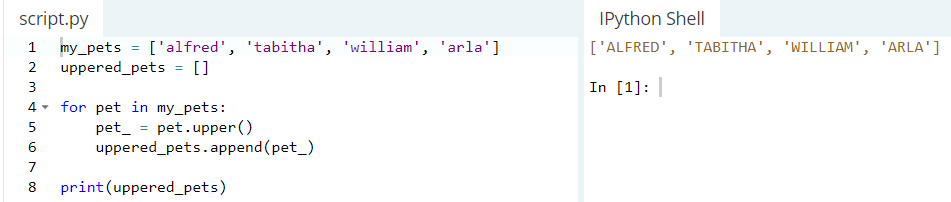 script.py
1 my_pets = ['alfred', 'tabitha', 'william', 'arla']
2 uppered_pets = []
3
4 for pet in my_pets:
5     pet_ = pet.upper()
6     uppered_pets.append(pet_)
7
8 print(uppered_pets)
IPython Shell
['ALFRED', 'TABITHA', 'WILLIAM', 'ARLA']
In [1]: